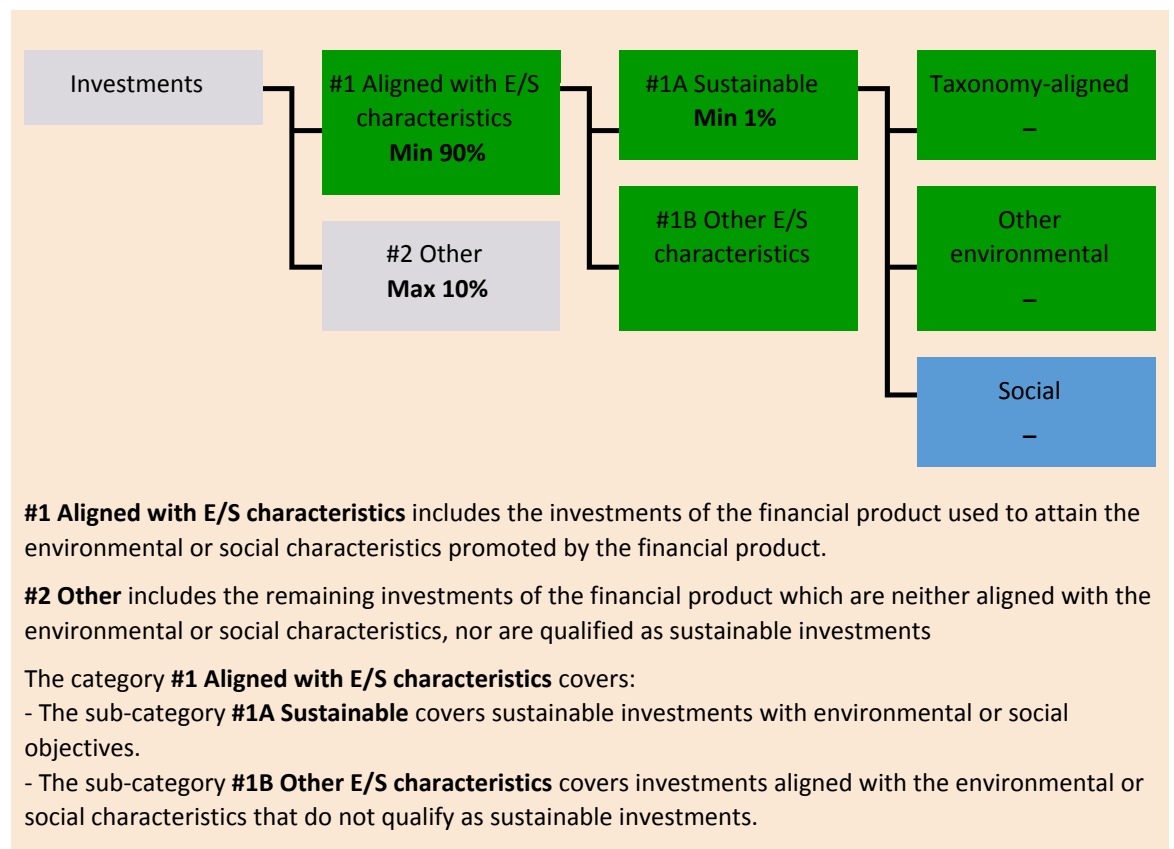 Investments
#1 Aligned with E/S
characteristics
Min 90%
#2 Other
Max 10%
#1A Sustainable
Min 1%
#1B Other E/S
characteristics
Taxonomy-aligned
–
Other
environmental
–
Social
–
#1 Aligned with E/S characteristics includes the investments of the financial product used to attain the
environmental or social characteristics promoted by the financial product.
#2 Other includes the remaining investments of the financial product which are neither aligned with the
environmental or social characteristics, nor are qualified as sustainable investments
The category #1 Aligned with E/S characteristics covers:
- The sub-category #1A Sustainable covers sustainable investments with environmental or social
objectives.
- The sub-category #1B Other E/S characteristics covers investments aligned with the environmental or
social characteristics that do not qualify as sustainable investments.